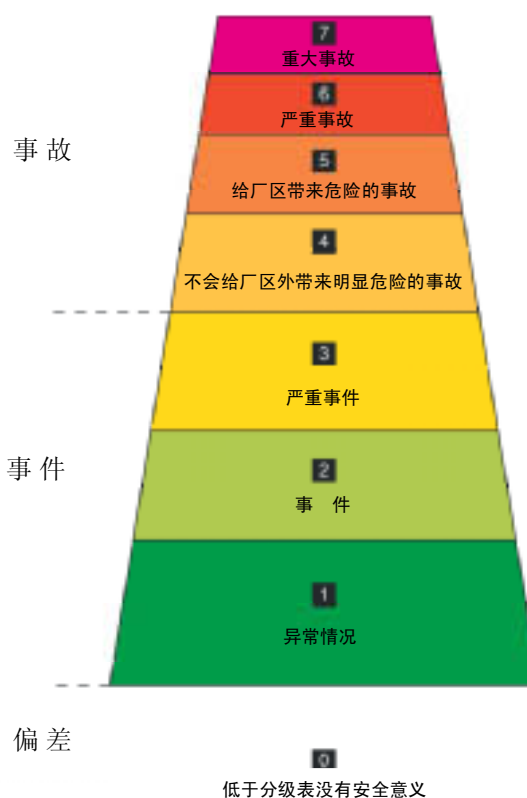 7
重大事故
6
严重事故
事故
5
给厂区带来危险的事故
4
不会给厂区外带来明显危险的事故
3
严重事件
事件
2
事 件
1
异常情况
偏差
0
低于分级表没有安全意义